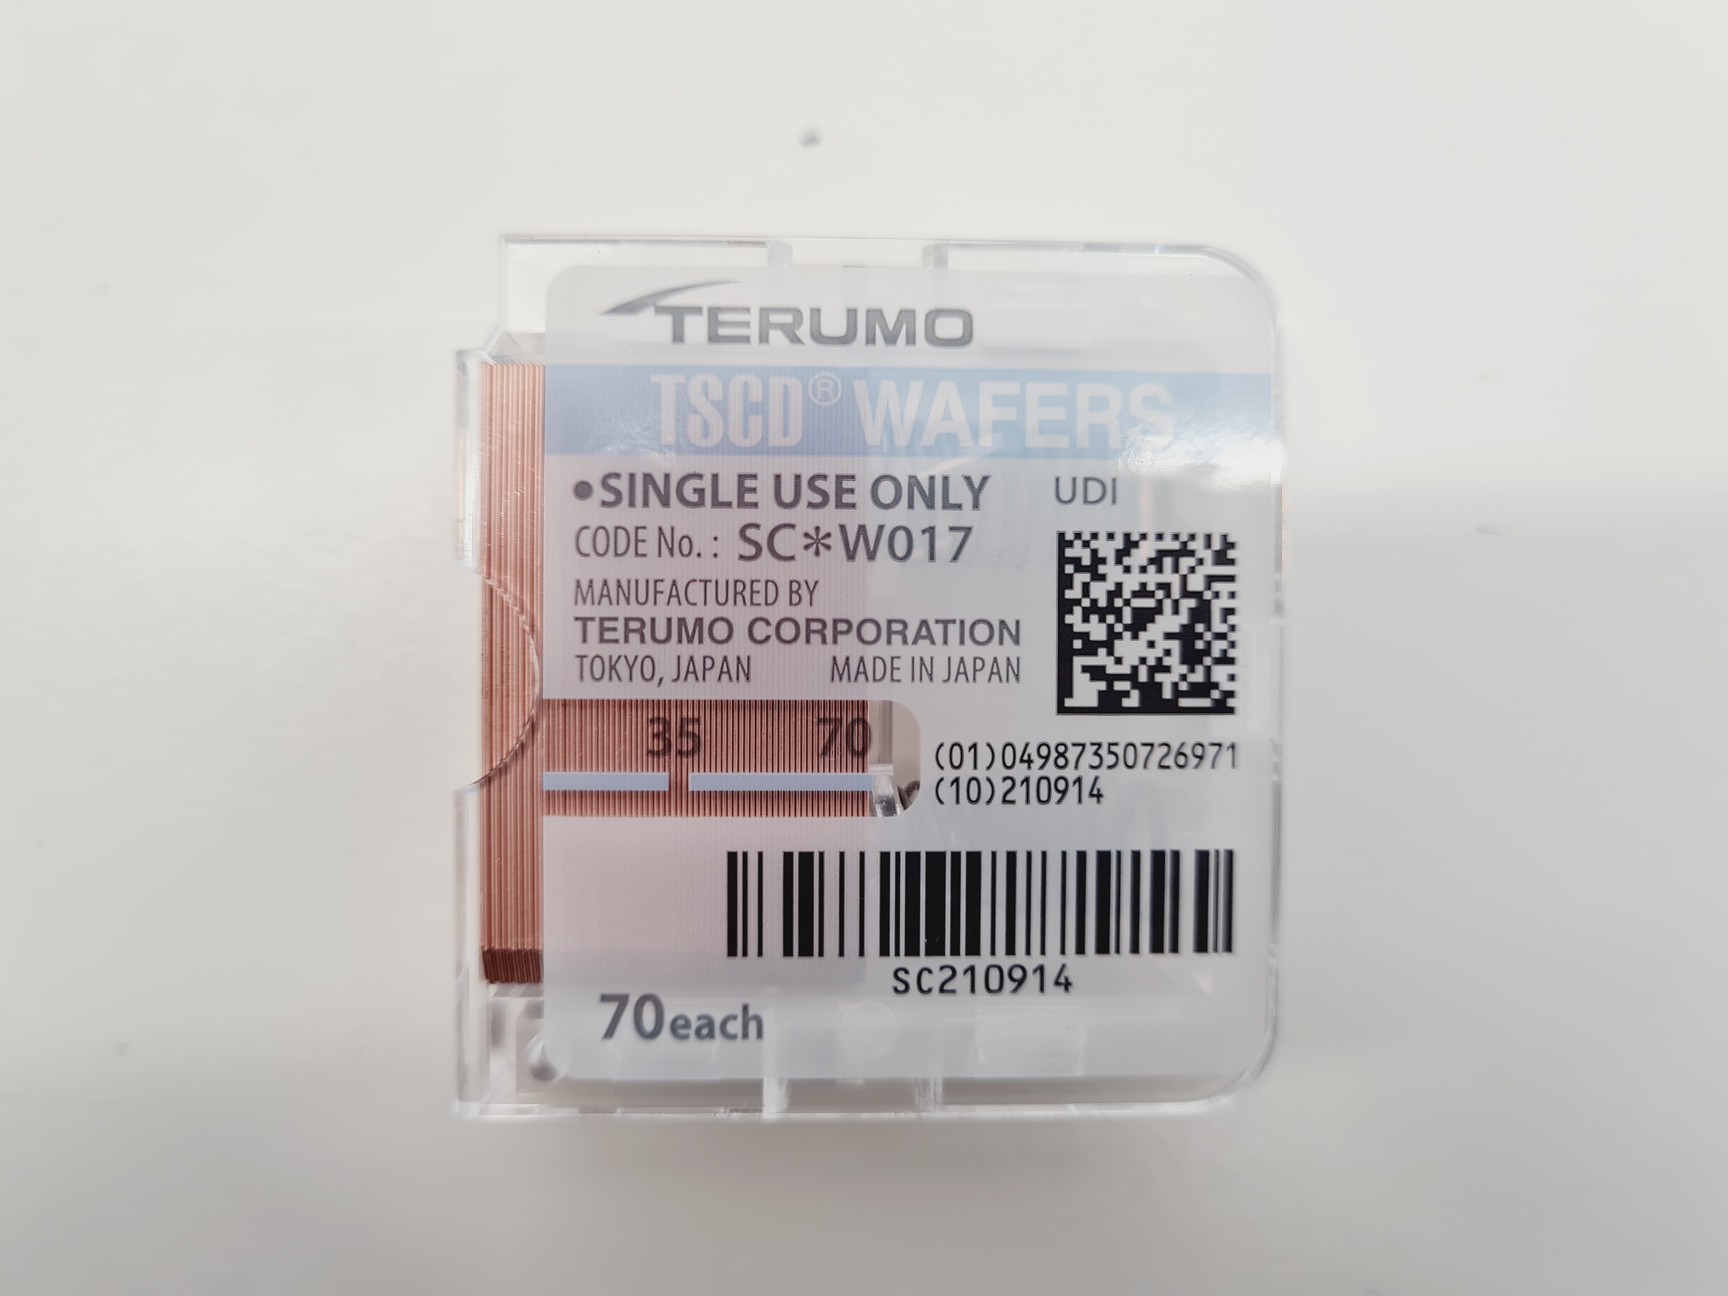 TERUMO
TSCD® WAFERS
•SINGLE USE ONLY
UDI
CODE No.: SC*W017
MANUFACTURED BY
TERUMO CORPORATION
TOKYO, JAPAN MADE IN JAPAN
35 70
(01)04987350726971
(10)210914
SC210914
70each